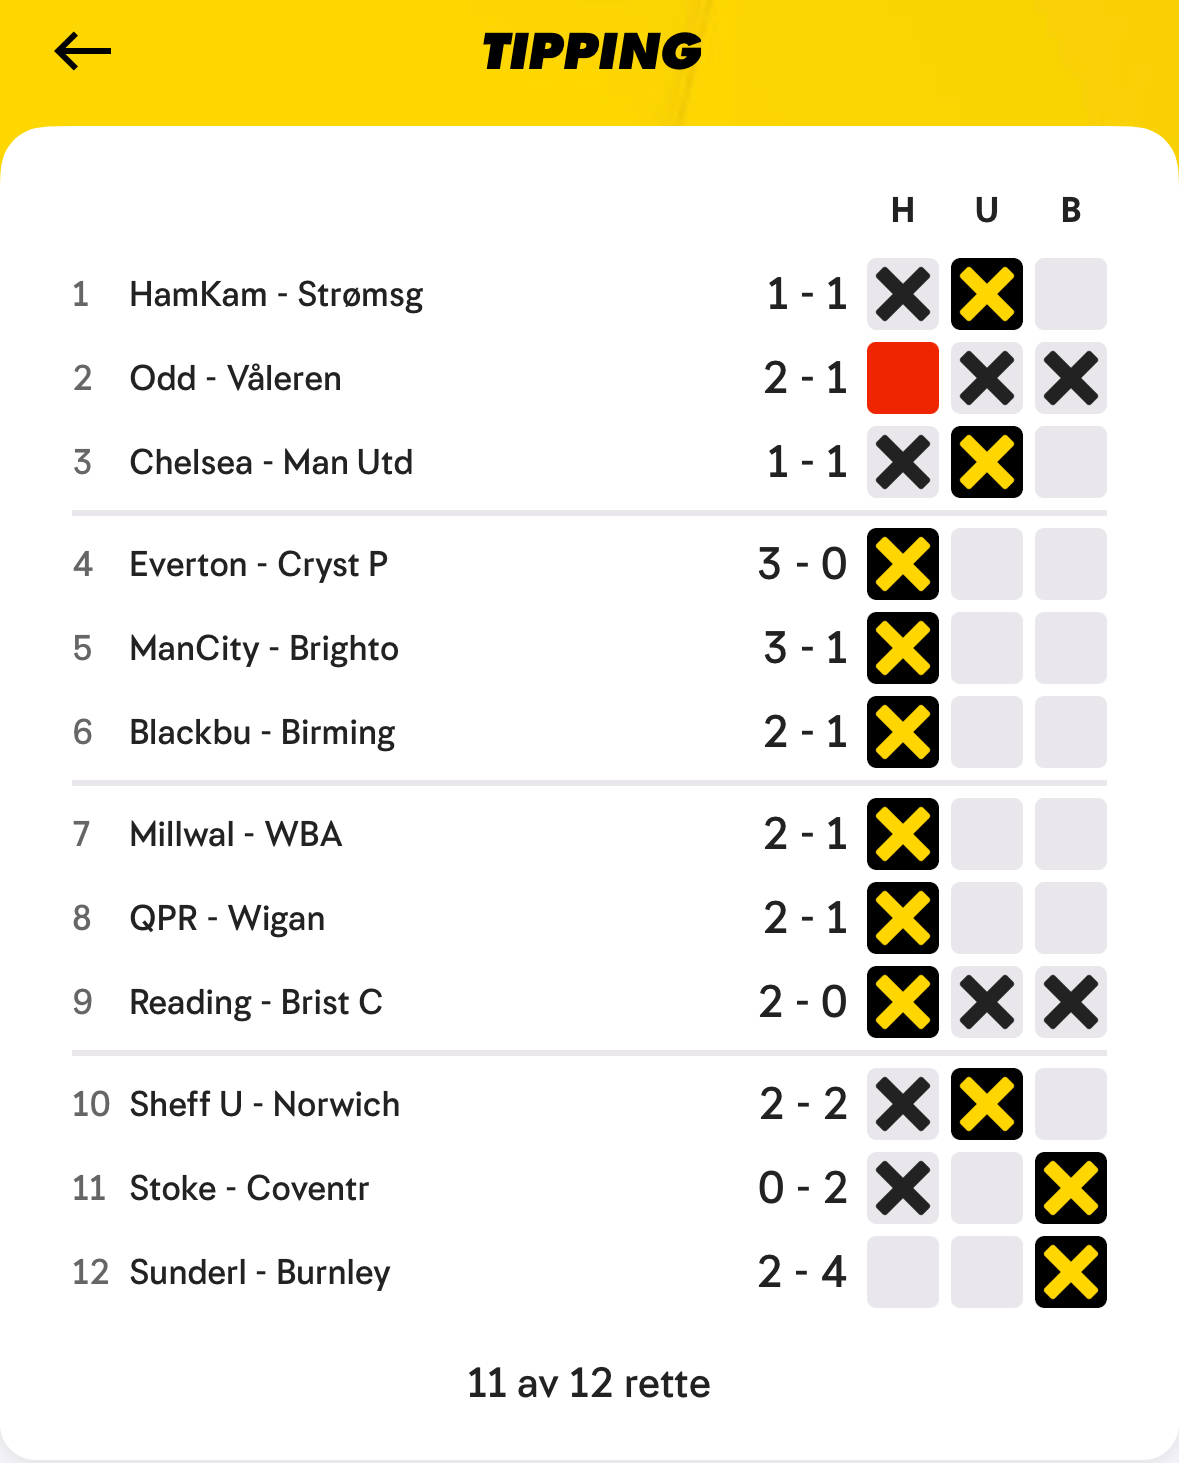 TIPPING
H U B
1 HamKam - Strømsg 1 - 1
2 Odd - Våleren 2 - 1
3 Chelsea - Man Utd 1 - 1
4 Everton - Cryst P 3 - 0
5 ManCity - Brighto 3 - 1
6 Blackbu - Birming 2 - 1
7 Millwal - WBA 2 - 1
8 QPR - Wigan 2 - 1
9 Reading - Brist C 2 - 0
10 Sheff U - Norwich 2 - 2
11 Stoke - Coventr 0 - 2
12 Sunderl - Burnley 2 - 4
11 av 12 rette